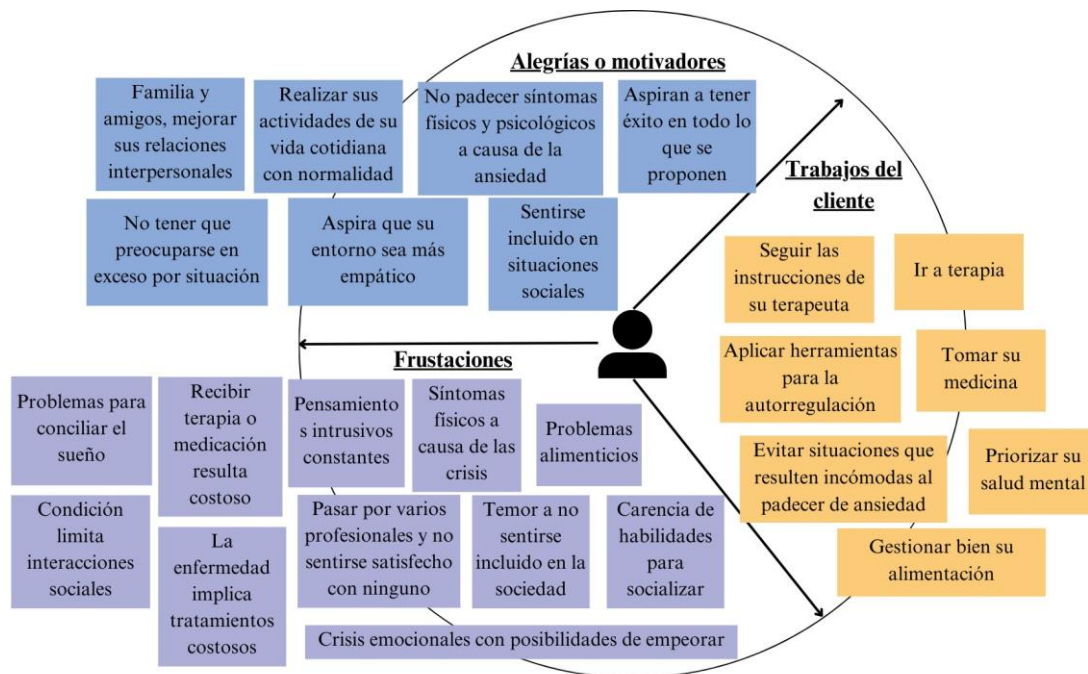 Alegrías o motivadores
Familia y
amigos, mejorar
sus relaciones
interpersonales
Realizar sus
actividades de su
vida cotidiana
con normalidad
No padecer síntomas
físicos y psicológicos
a causa de la
ansiedad
Aspiran a tener
éxito en todo lo
que se
proponen
No tener que
preocuparse en
exceso por situación
Aspira que su
entorno sea más
empático
Sentirse
incluido en
situaciones
sociales
Trabajos del
cliente
Seguir las
instrucciones de
su terapeuta
Ir a terapia
Aplicar herramientas
para la
autorregulación
Tomar su
medicina
Evitar situaciones que
resulten incómodas al
padecer de ansiedad
Priorizar su
salud mental
Gestionar bien su
alimentación
Frustaciones
Problemas para
conciliar el
sueño
Recibir
terapia o
medicación
resulta
costoso
Pensamiento
s intrusivos
constantes
Síntomas
físicos a
causa de las
crisis
Problemas
alimenticios
Condición
limita
interacciones
sociales
La
enfermedad
implica
tratamientos
costosos
Pasar por varios
profesionales y no
sentirse satisfecho
con ninguno
Temor a no
sentirse
incluido en la
sociedad
Carencia de
habilidades
para
socializar
Crisis emocionales con posibilidades de empeorar